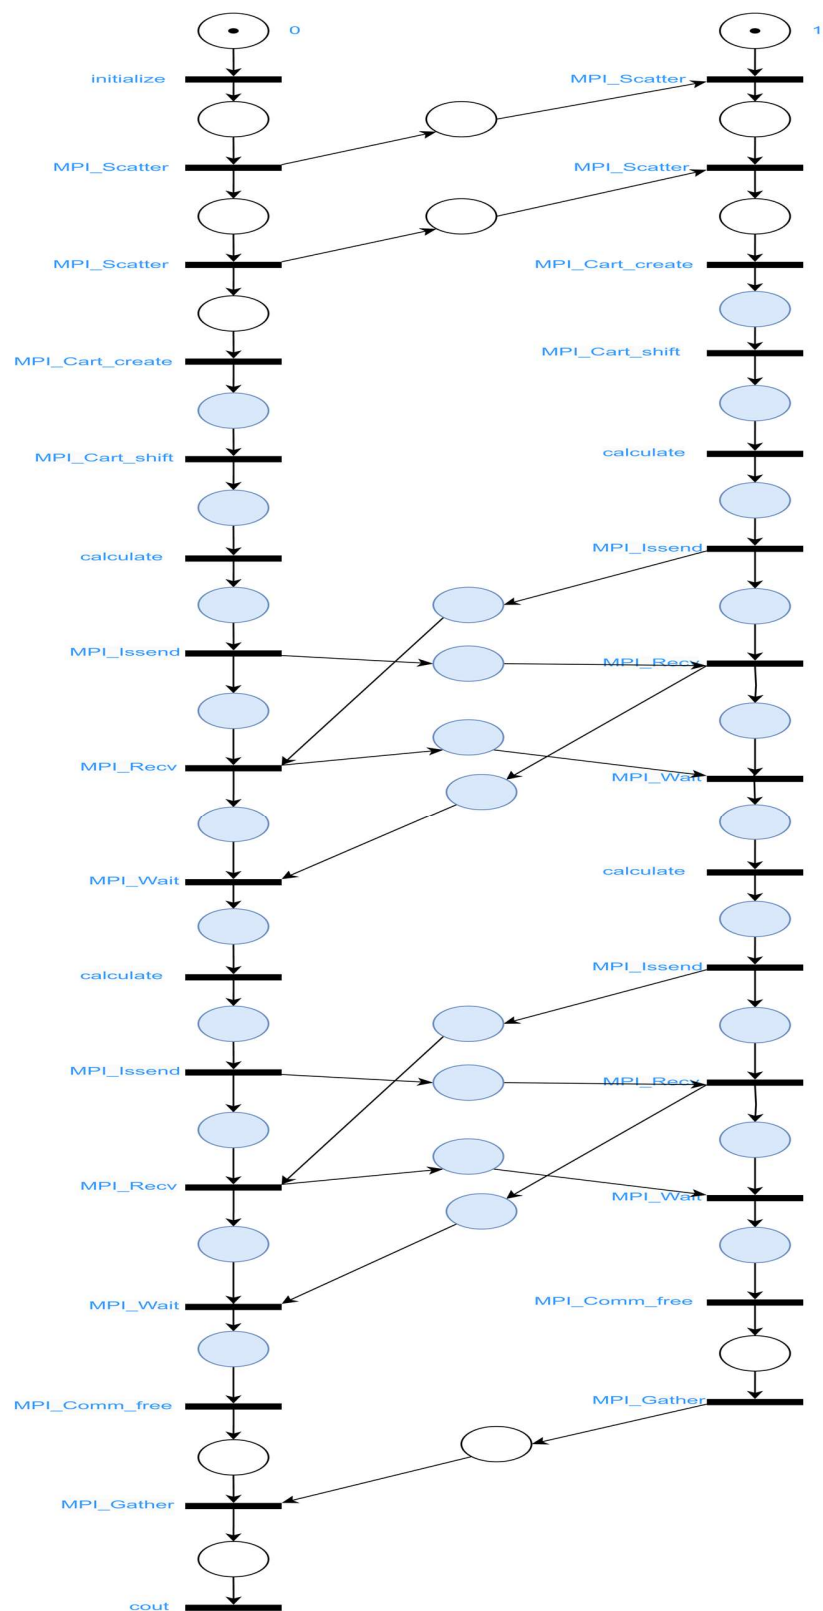 0
1
initialize
MPI_Scatter
MPI_Scatter
MPI_Scatter
MPI_Scatter
MPI_Cart_create
MPI_Cart_create
MPI_Cart_shift
MPI_Cart_shift
calculate
calculate
MPI_Issend
MPI_Issend
MPI_Recv
MPI_Recv
MPI_Wait
MPI_Wait
calculate
calculate
MPI_Issend
MPI_Issend
MPI_Recv
MPI_Recv
MPI_Wait
MPI_Wait
MPI_Comm_free
MPI_Comm_free
MPI_Gather
MPI_Gather
cout